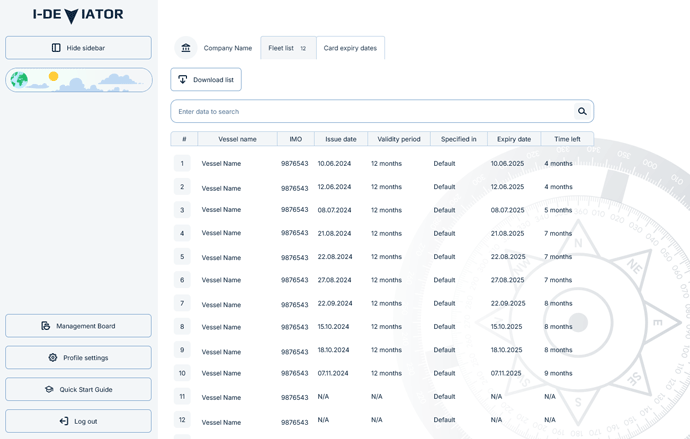 I-DEVIATOR
Hide sidebar
Company Name Fleet list 12 Card expiry dates
Download list
Enter data to search
# Vessel name IMO Issue date Validity period Specified in Expiry date Time left
1 Vessel Name 9876543 10.06.2024 12 months Default 10.06.2025 4 months
2 Vessel Name 9876543 12.06.2024 12 months Default 12.06.2025 4 months
3 Vessel Name 9876543 08.07.2024 12 months Default 08.07.2025 5 months
4 Vessel Name 9876543 21.08.2024 12 months Default 21.08.2025 7 months
5 Vessel Name 9876543 22.08.2024 12 months Default 22.08.2025 7 months
6 Vessel Name 9876543 27.08.2024 12 months Default 27.08.2025 7 months
7 Vessel Name 9876543 22.09.2024 12 months Default 22.09.2025 8 months
8 Vessel Name 9876543 15.10.2024 12 months Default 15.10.2025 8 months
9 Vessel Name 9876543 18.10.2024 12 months Default 18.10.2025 8 months
10 Vessel Name 9876543 07.11.2024 12 months Default 07.11.2025 9 months
11 Vessel Name 9876543 N/A N/A Default N/A N/A
12 Vessel Name 9876543 N/A N/A Default N/A N/A
Management Board
Profile settings
Quick Start Guide
Log out
N
NE
E
SE
S